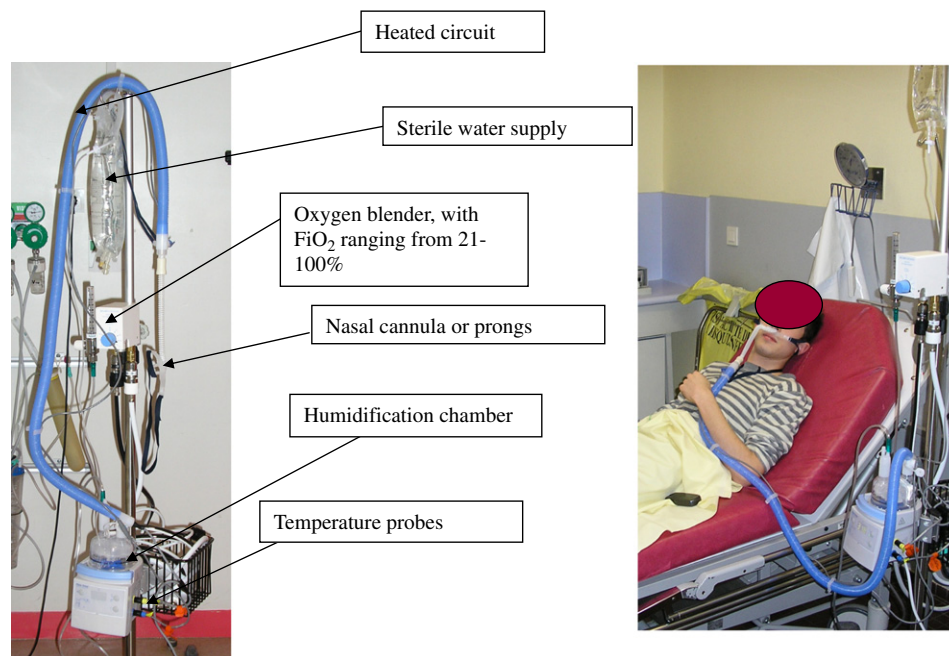 Heated circuit
Sterile water supply
Oxygen blender, with
FiO₂ ranging from 21-
100%
Nasal cannula or prongs
Humidification chamber
Temperature probes